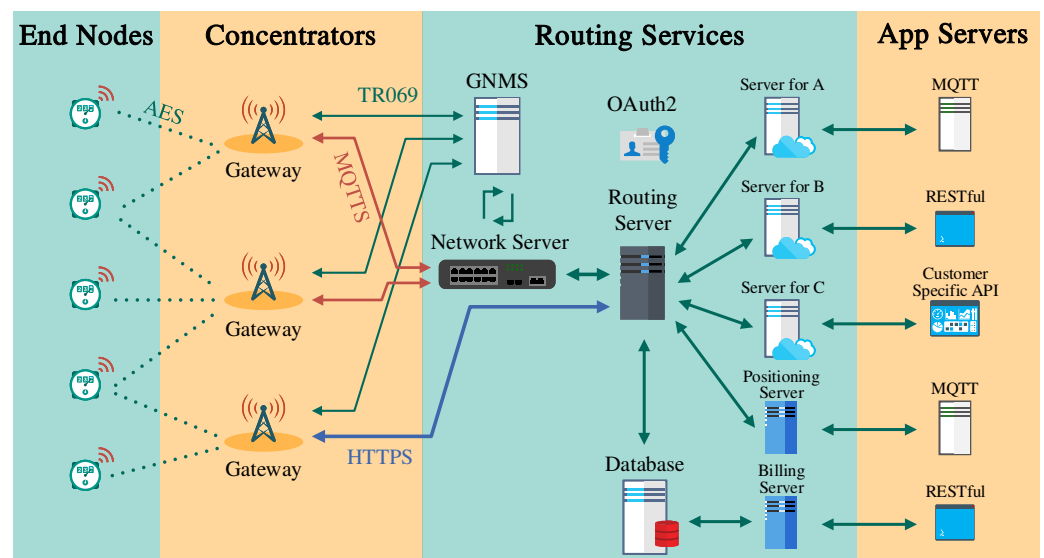 End Nodes
Concentrators
Routing Services
App Servers
AES
Gateway
Gateway
Gateway
TR069
MQTTS
HTTPS
GNMS
Network Server
OAuth2
Routing
Server
Database
Server for A
Server for B
Server for C
Positioning
Server
Billing
Server
MQTT
RESTful
Customer
Specific API
MQTT
RESTful